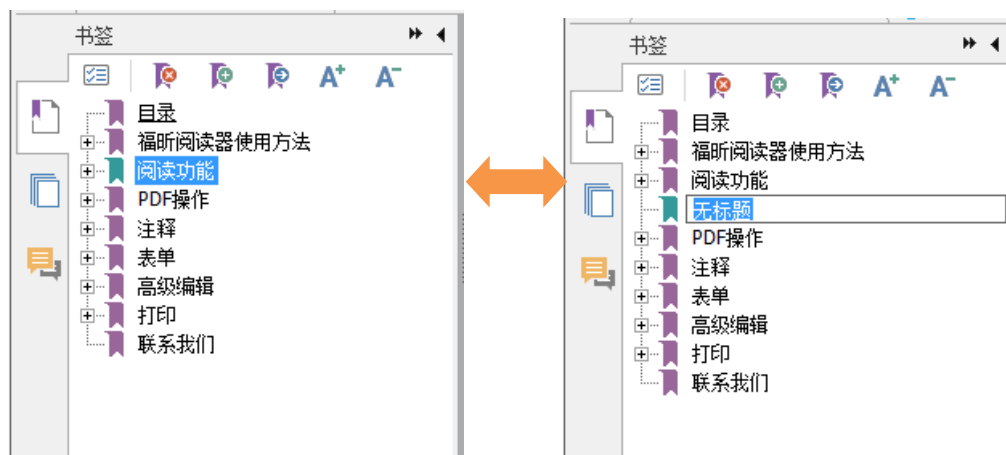 书签
A+ A-
目录
福昕阅读器使用方法
阅读功能
PDF操作
注释
表单
高级编辑
打印
联系我们
书签
A+ A-
目录
福昕阅读器使用方法
阅读功能
无标题
PDF操作
注释
表单
高级编辑
打印
联系我们